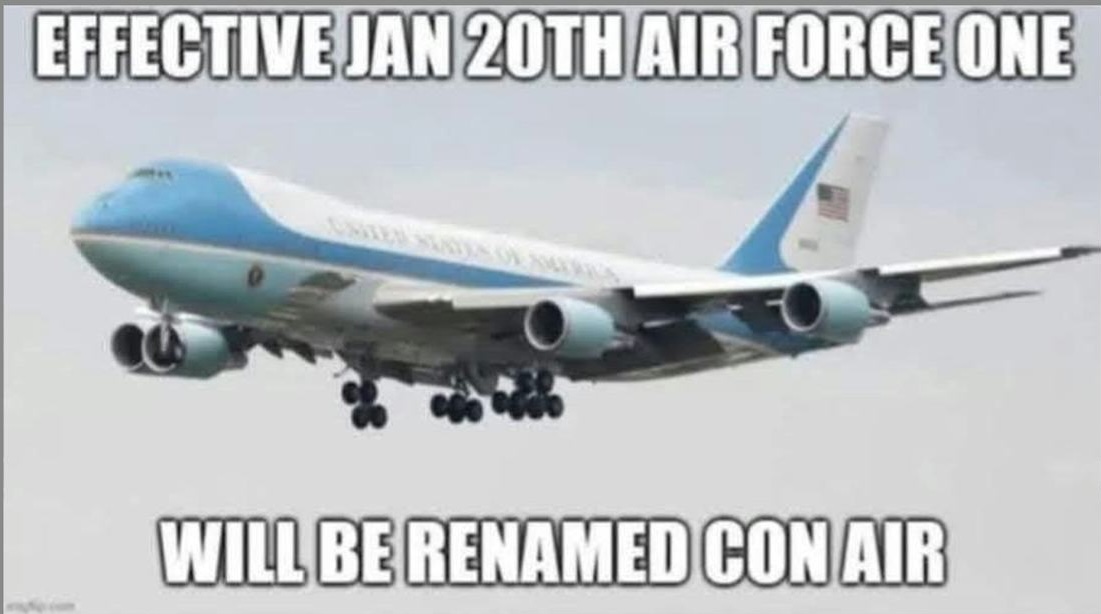 EFFECTIVE JAN 20TH AIR FORCE ONE
UNITED STATES OF AMERICA
WILL BE RENAMED CON AIR
imgflip.com